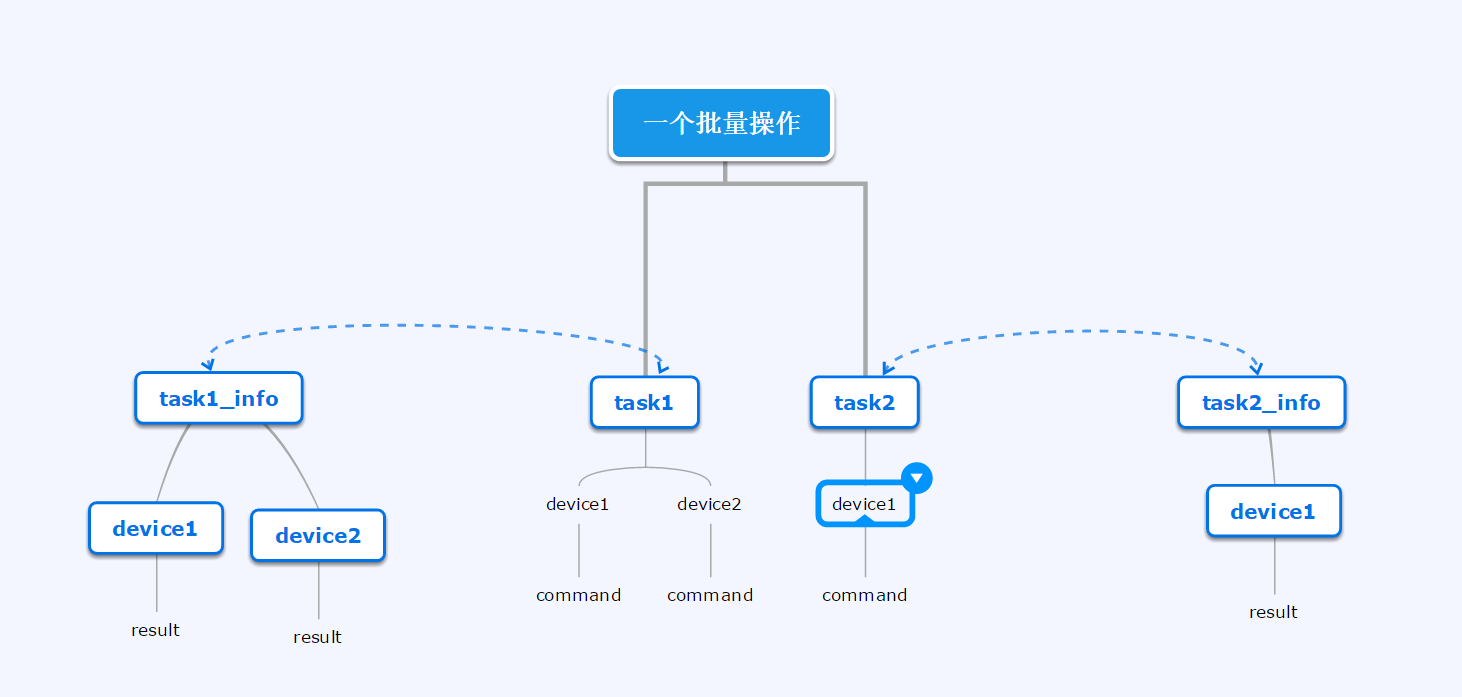 一个批量操作
task1_info
task1
task2
task2_info
device1
device2
device1
device2
device1
device1
result
result
command
command
command
result